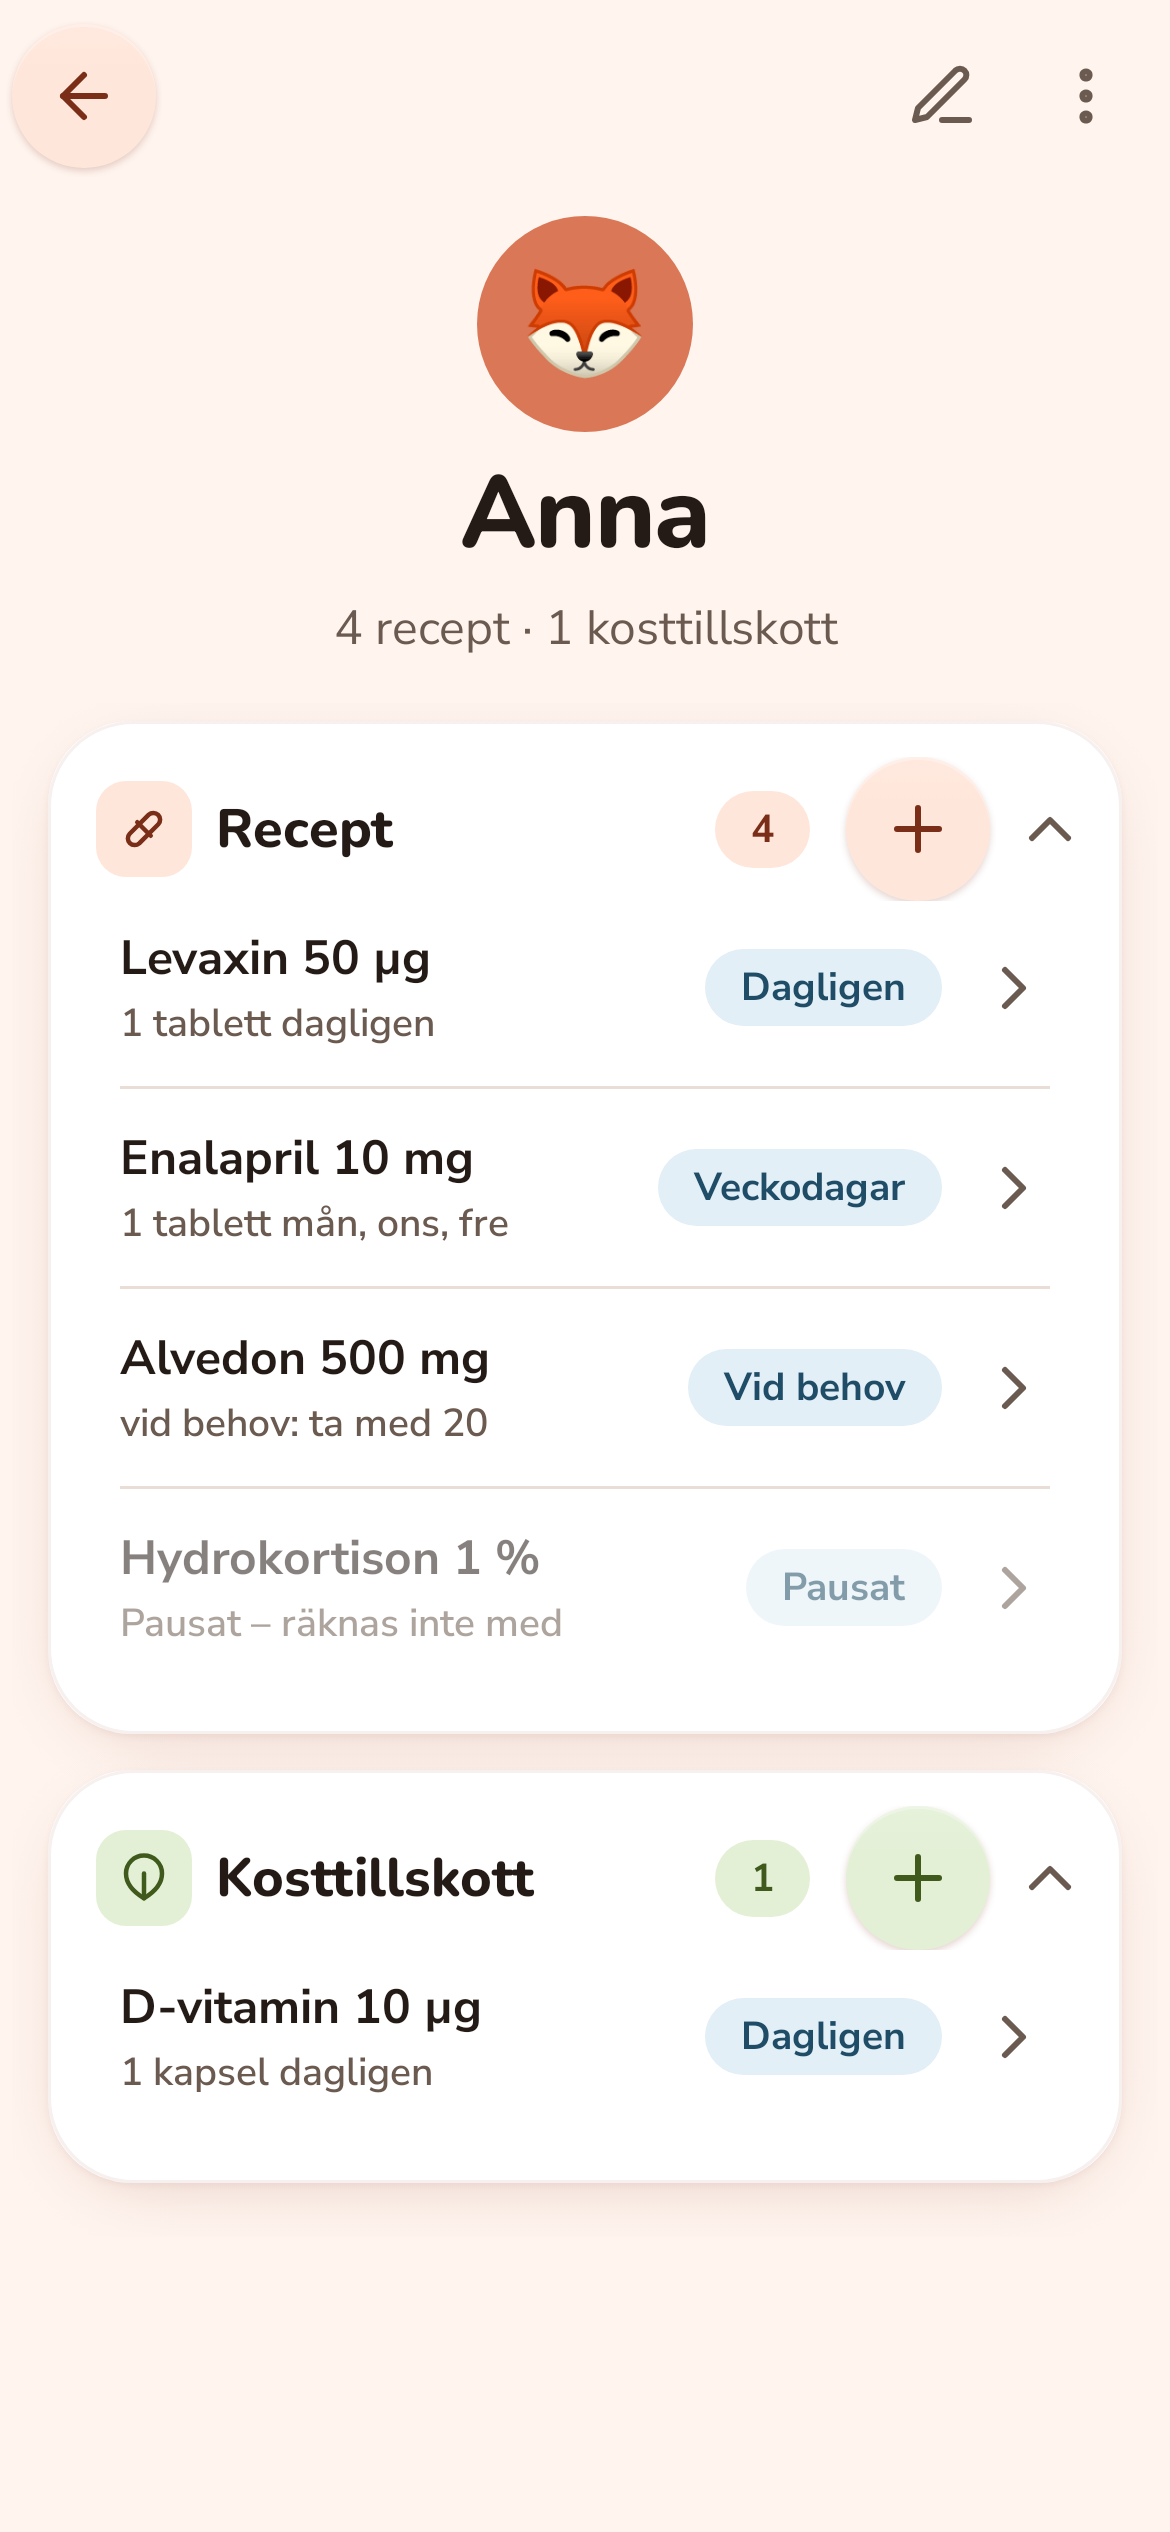 Anna
4 recept · 1 kosttillskott
Recept
4
Levaxin 50 µg
1 tablett dagligen
Dagligen
Enalapril 10 mg
1 tablett mån, ons, fre
Veckodagar
Alvedon 500 mg
vid behov: ta med 20
Vid behov
Hydrokortison 1 %
Pausat – räknas inte med
Pausat
Kosttillskott
1
D-vitamin 10 µg
1 kapsel dagligen
Dagligen